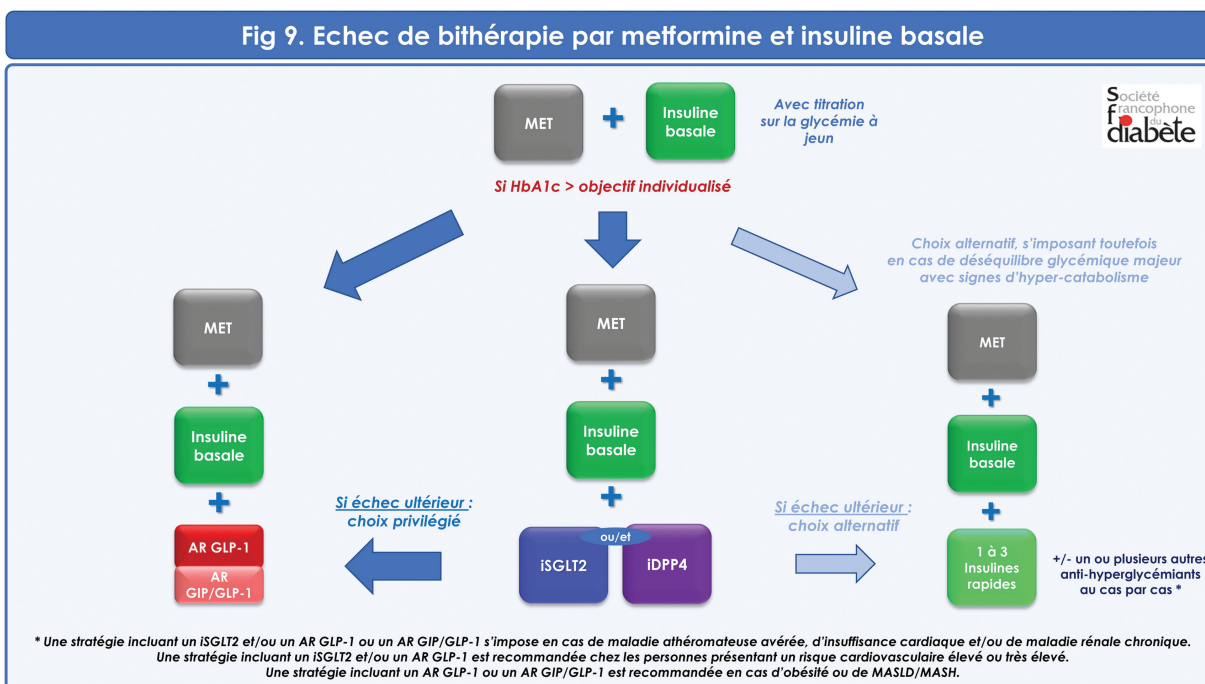 Fig 9. Echec de bithérapie par metformine et insuline basale
Société
francophone
du
diabète
MET
+
Insuline
basale
Avec titration
sur la glycémie à
jeun
Si HbA1c > objectif individualisé
Choix alternatif, s'imposant toutefois
en cas de déséquilibre glycémique majeur
avec signes d'hyper-catabolisme
MET
+
Insuline
basale
+
AR GLP-1
AR
GIP/GLP-1
Si échec ultérieur :
choix privilégié
MET
+
Insuline
basale
+
iSGLT2
ou/et
iDPP4
Si échec ultérieur :
choix alternatif
MET
+
Insuline
basale
+
1 à 3
Insulines
rapides
+/- un ou plusieurs autres
anti-hyperglycémiants
au cas par cas *
* Une stratégie incluant un iSGLT2 et/ou un AR GLP-1 ou un AR GIP/GLP-1 s'impose en cas de maladie athéromateuse avérée, d'insuffisance cardiaque et/ou de maladie rénale chronique.
Une stratégie incluant un iSGLT2 et/ou un AR GLP-1 est recommandée chez les personnes présentant un risque cardiovasculaire élevé ou très élevé.
Une stratégie incluant un AR GLP-1 ou un AR GIP/GLP-1 est recommandée en cas d'obésité ou de MASLD/MASH.